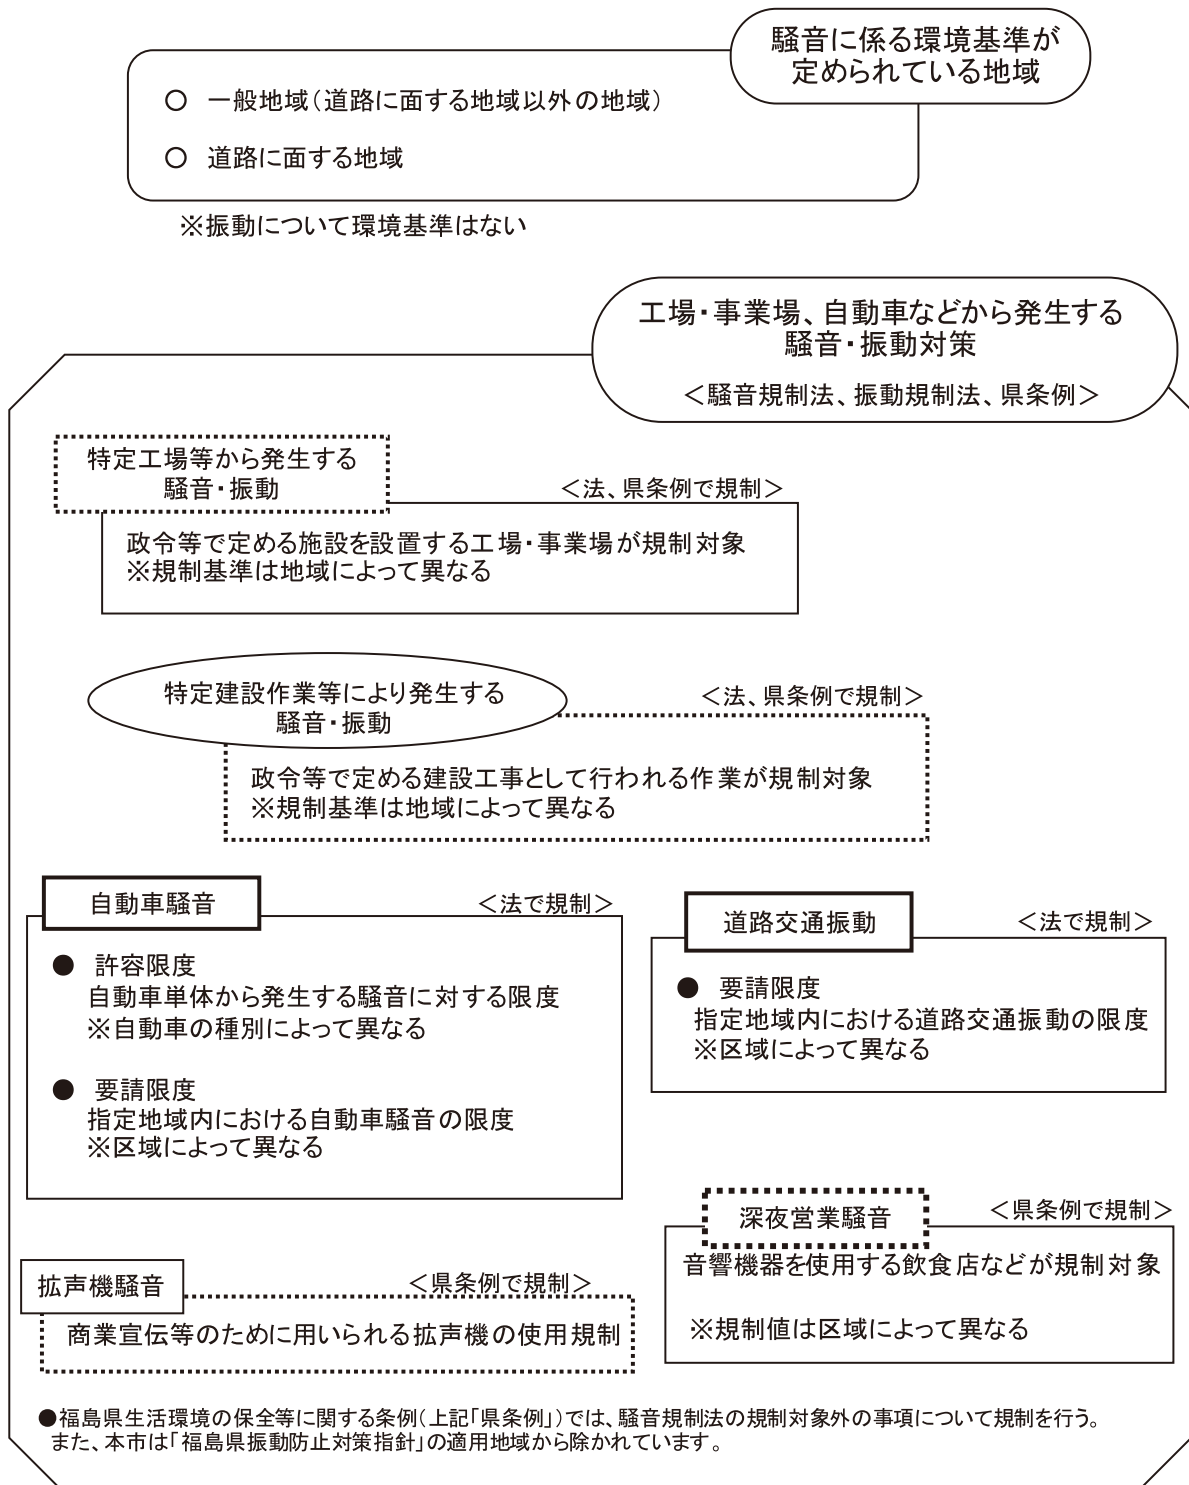 騒音に係る環境基準が
定められている地域
○ 一般地域（道路に面する地域以外の地域）
○ 道路に面する地域
※振動について環境基準はない
工場・事業場、自動車などから発生する
騒音・振動対策
＜騒音規制法、振動規制法、県条例＞
特定工場等から発生する
騒音・振動
＜法、県条例で規制＞
政令等で定める施設を設置する工場・事業場が規制対象
※規制基準は地域によって異なる
特定建設作業等により発生する
騒音・振動
＜法、県条例で規制＞
政令等で定める建設工事として行われる作業が規制対象
※規制基準は地域によって異なる
自動車騒音
＜法で規制＞
● 許容限度
自動車単体から発生する騒音に対する限度
※自動車の種別によって異なる
● 要請限度
指定地域内における自動車騒音の限度
※区域によって異なる
道路交通振動
＜法で規制＞
● 要請限度
指定地域内における道路交通振動の限度
※区域によって異なる
深夜営業騒音
＜県条例で規制＞
音響機器を使用する飲食店などが規制対象
※規制値は区域によって異なる
拡声機騒音
＜県条例で規制＞
商業宣伝等のために用いられる拡声機の使用規制
●福島県生活環境の保全等に関する条例（上記「県条例」）では、騒音規制法の規制対象外の事項について規制を行う。
また、本市は「福島県振動防止対策指針」の適用地域から除かれています。